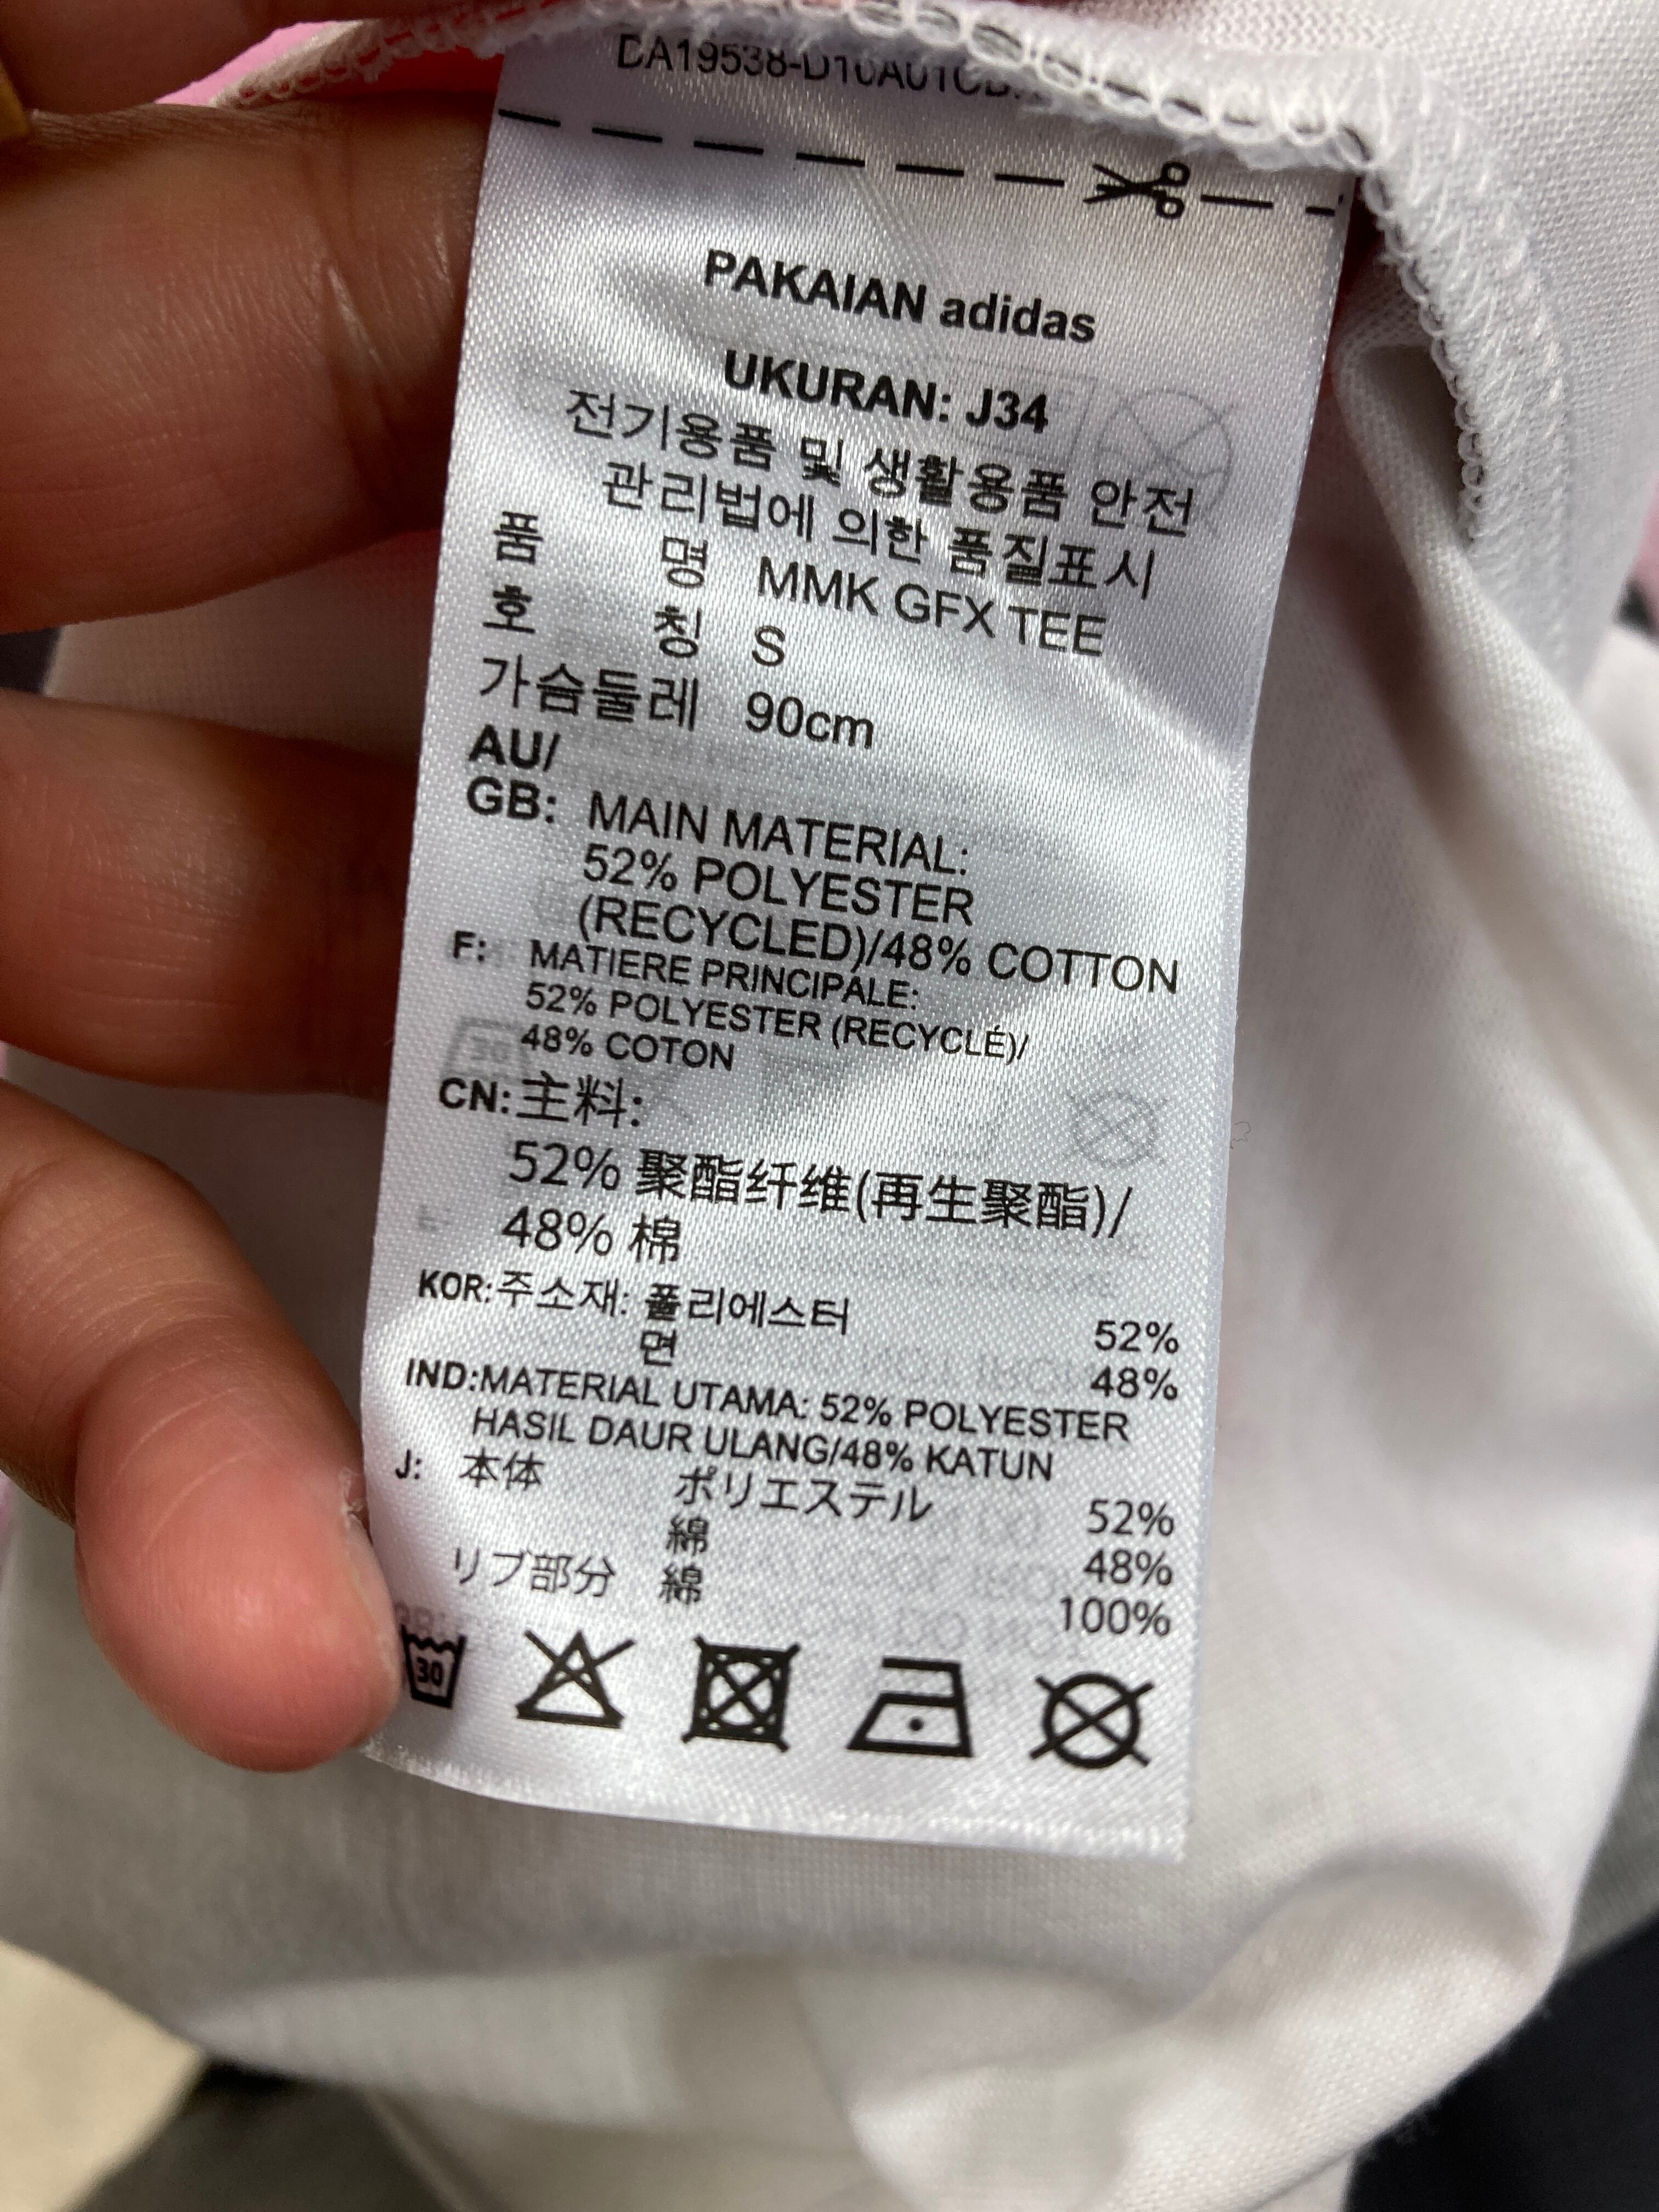 PAKAIAN adidas
UKURAN: J34
전기용품 및 생활용품 안전
관리법에 의한 품질표시
품 명 MMK GFX TEE
호 칭 S
가슴둘레 90cm
AU/
GB: MAIN MATERIAL:
52% POLYESTER
(RECYCLED)/48% COTTON
F: MATIERE PRINCIPALE:
52% POLYESTER (RECYCLÉ)/
48% COTON
CN: 主料:
52% 聚酯纤维(再生聚酯)/
48% 棉
KOR: 주소재: 폴리에스터 52%
면 48%
IND: MATERIAL UTAMA: 52% POLYESTER
HASIL DAUR ULANG/48% KATUN
J: 本体 ポリエステル 52%
綿 48%
リブ部分 綿 100%
30